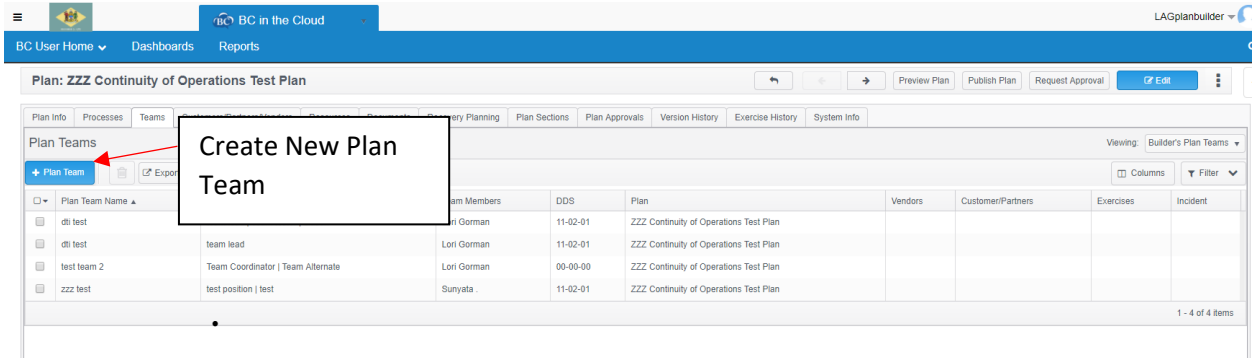 BC BC in the Cloud LAGplanbuilder
BC User Home Dashboards Reports
Plan: ZZZ Continuity of Operations Test Plan Preview Plan Publish Plan Request Approval Edit
Plan Info Processes Teams Plan Sections Plan Approvals Version History Exercise History System Info
Plan Teams Viewing: Builder's Plan Teams
Create New Plan
Team
+ Plan Team Columns Filter
Plan Team Name DDS Plan Vendors Customer/Partners Exercises Incident
dti test Gorman 11-02-01 ZZZ Continuity of Operations Test Plan
dti test team lead Lori Gorman 11-02-01 ZZZ Continuity of Operations Test Plan
test team 2 Team Coordinator | Team Alternate Lori Gorman 00-00-00 ZZZ Continuity of Operations Test Plan
zzz test test position | test Sunyata . 11-02-01 ZZZ Continuity of Operations Test Plan
1 - 4 of 4 items